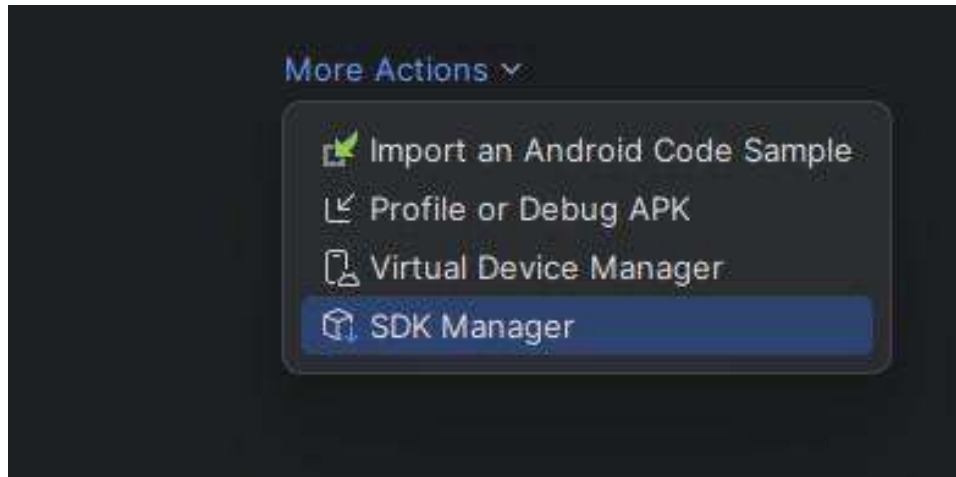 More Actions
Import an Android Code Sample
Profile or Debug APK
Virtual Device Manager
SDK Manager